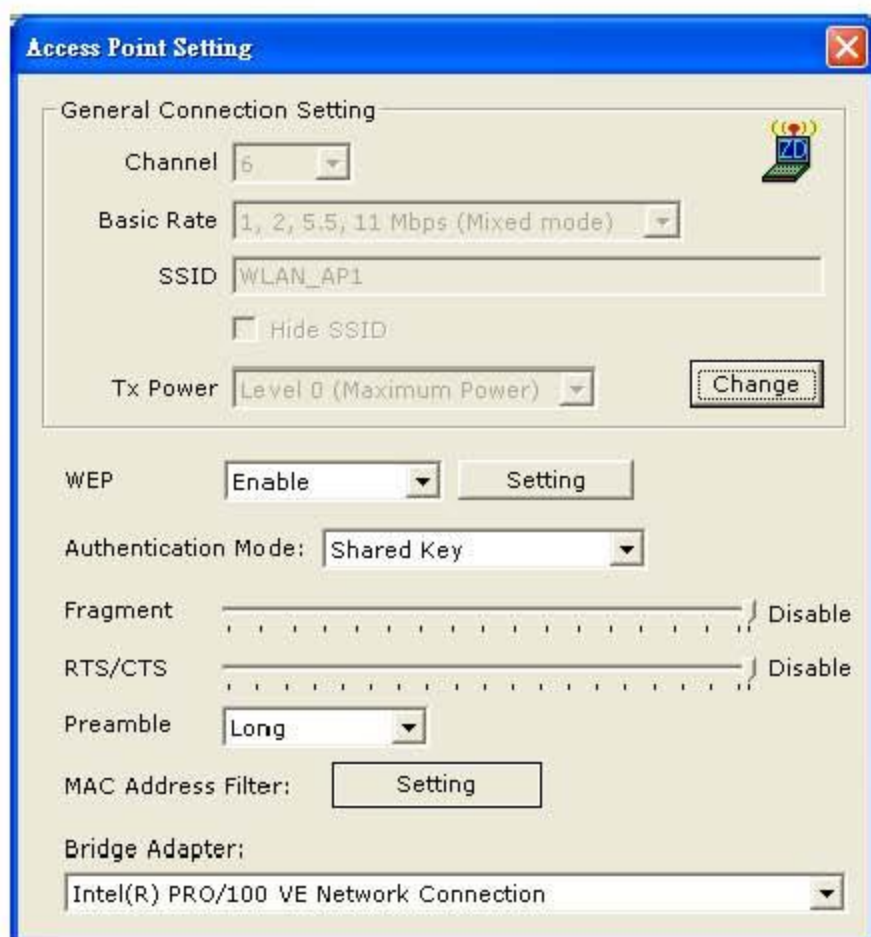 Access Point Setting
General Connection Setting
ZD
Channel 6
Basic Rate 1, 2, 5.5, 11 Mbps (Mixed mode)
SSID WLAN_AP1
Hide SSID
Tx Power Level 0 (Maximum Power) Change
WEP Enable Setting
Authentication Mode: Shared Key
Fragment Disable
RTS/CTS Disable
Preamble Long
MAC Address Filter: Setting
Bridge Adapter:
Intel(R) PRO/100 VE Network Connection